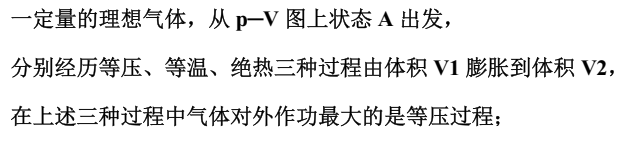 一定量的理想气体，从 p─V 图上状态 A 出发，
分别经历等压、等温、绝热三种过程由体积 V1 膨胀到体积 V2，
在上述三种过程中气体对外作功最大的是等压过程；